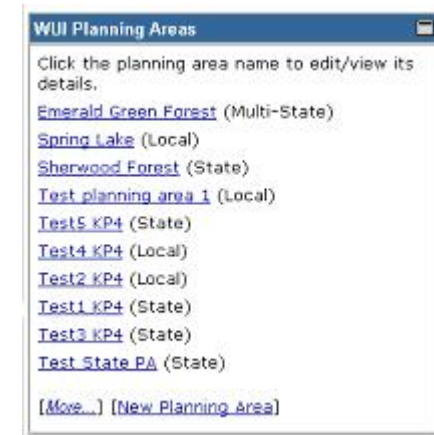 WUI Planning Areas
Click the planning area name to edit/view its
details.
Emerald Green Forest (Multi-State)
Spring Lake (Local)
Sherwood Forest (State)
Test planning area 1 (Local)
Test5 KP4 (State)
Test4 KP4 (Local)
Test2 KP4 (Local)
Test1 KP4 (State)
Test3 KP4 (State)
Test State PA (State)
[More...] [New Planning Area]